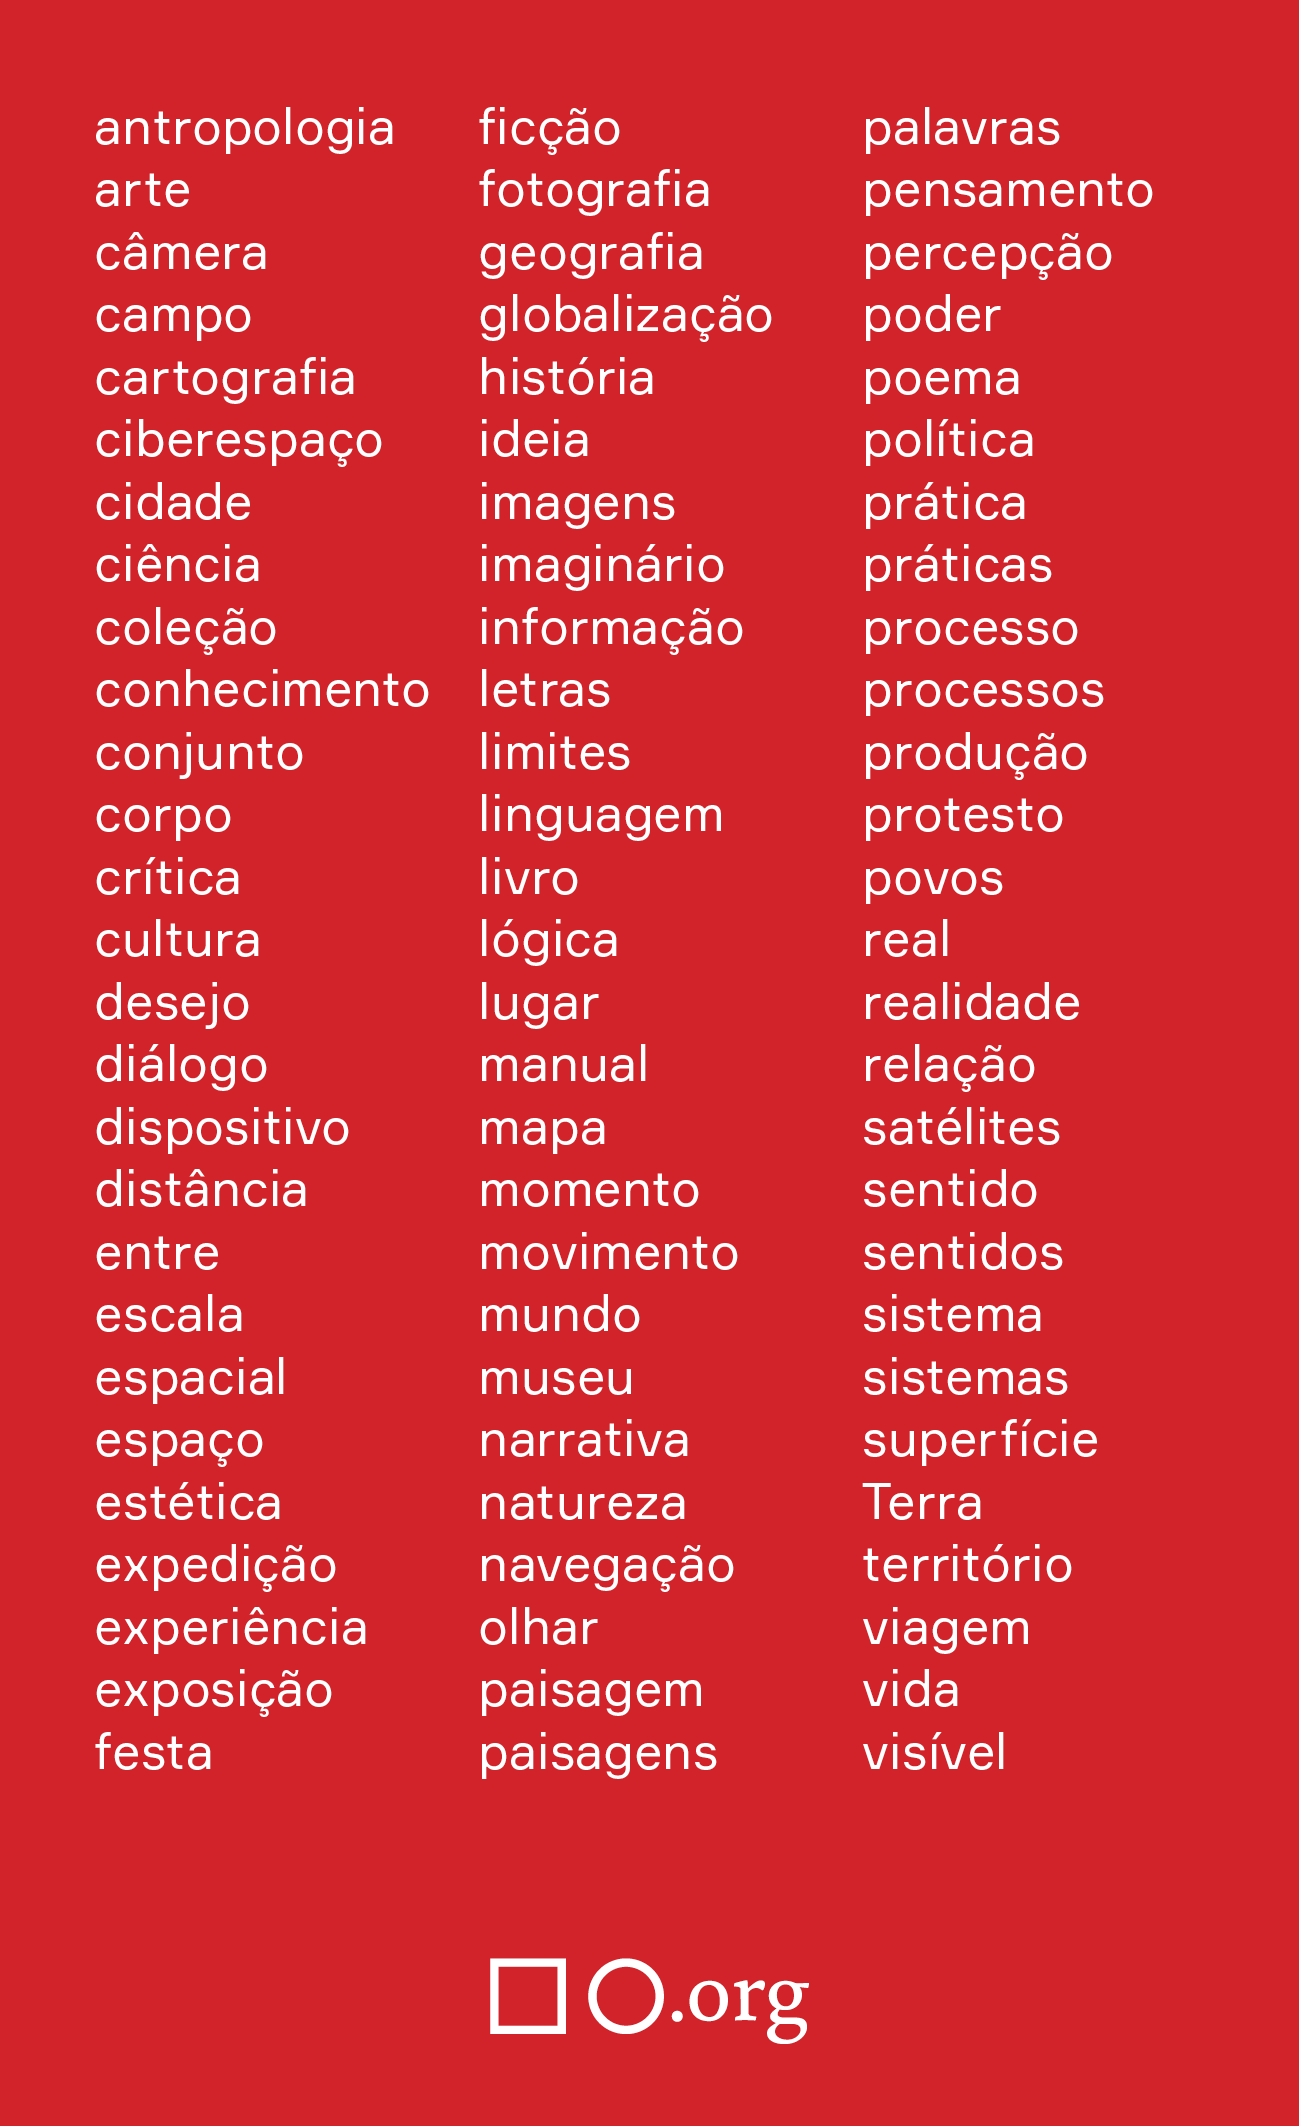 antropologia
arte
câmera
campo
cartografia
ciberespaço
cidade
ciência
coleção
conhecimento
conjunto
corpo
crítica
cultura
desejo
diálogo
dispositivo
distância
entre
escala
espacial
espaço
estética
expedição
experiência
exposição
festa
ficção
fotografia
geografia
globalização
história
ideia
imagens
imaginário
informação
letras
limites
linguagem
livro
lógica
lugar
manual
mapa
momento
movimento
mundo
museu
narrativa
natureza
navegação
olhar
paisagem
paisagens
palavras
pensamento
percepção
poder
poema
política
prática
práticas
processo
processos
produção
protesto
povos
real
realidade
relação
satélites
sentido
sentidos
sistema
sistemas
superfície
Terra
território
viagem
vida
visível
.org